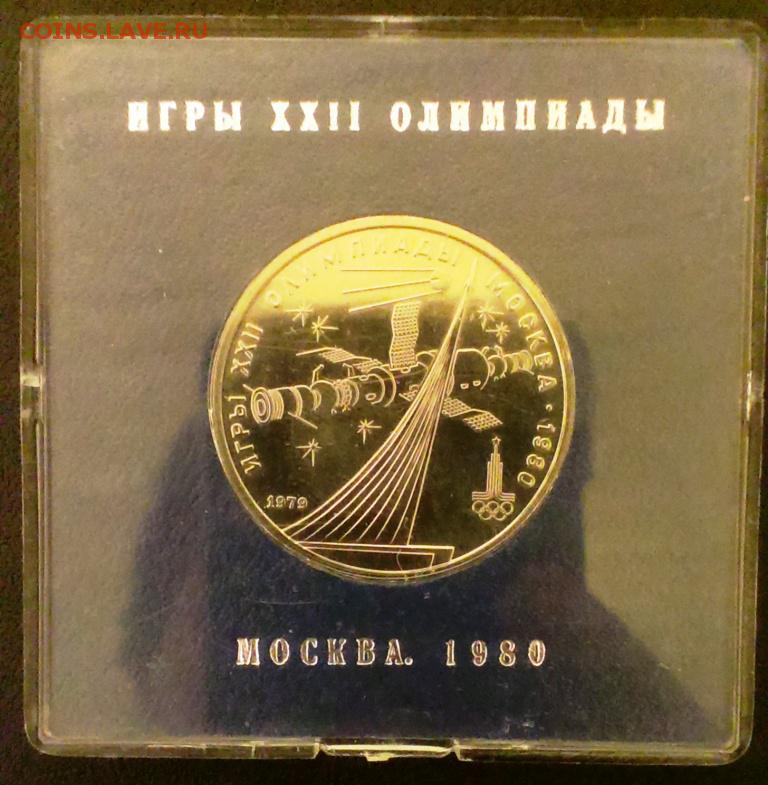 COINS.LAVE.RU
ИГРЫ XXII ОЛИМПИАДЫ
ИГРЫ XXII ОЛИМПИАДЫ МОСКВА · 1980
1979
МОСКВА. 1980